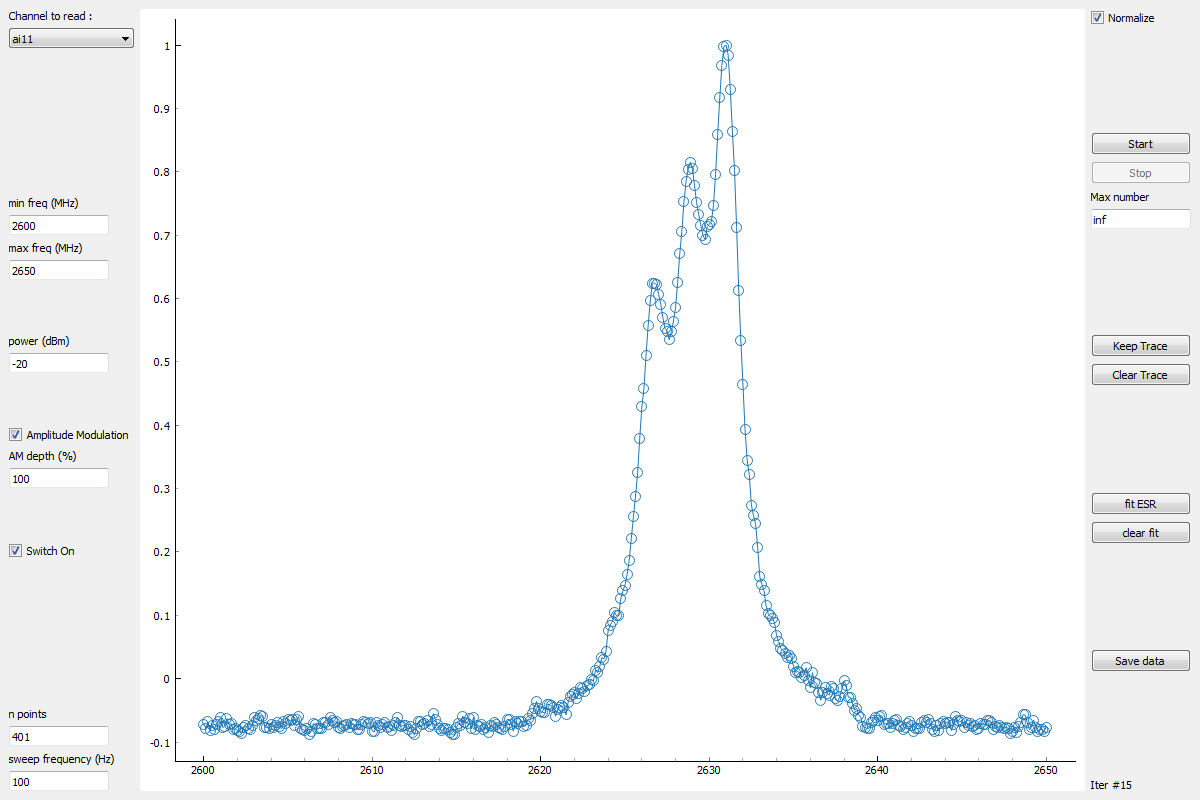 Channel to read :
ai11
min freq (MHz)
2600
max freq (MHz)
2650
power (dBm)
-20
Amplitude Modulation
AM depth (%)
100
Switch On
n points
401
sweep frequency (Hz)
100
1
0.9
0.8
0.7
0.6
0.5
0.4
0.3
0.2
0.1
0
-0.1
2600 2610 2620 2630 2640 2650
Normalize
Start
Stop
Max number
inf
Keep Trace
Clear Trace
fit ESR
clear fit
Save data
Iter #15